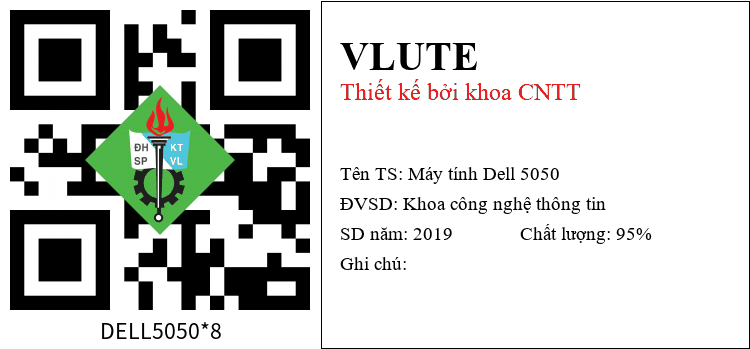 ĐH KT
SP VL
DELL5050*8
VLUTE
Thiết kế bởi khoa CNTT
Tên TS: Máy tính Dell 5050
ĐVSD: Khoa công nghệ thông tin
SD năm: 2019 Chất lượng: 95%
Ghi chú: